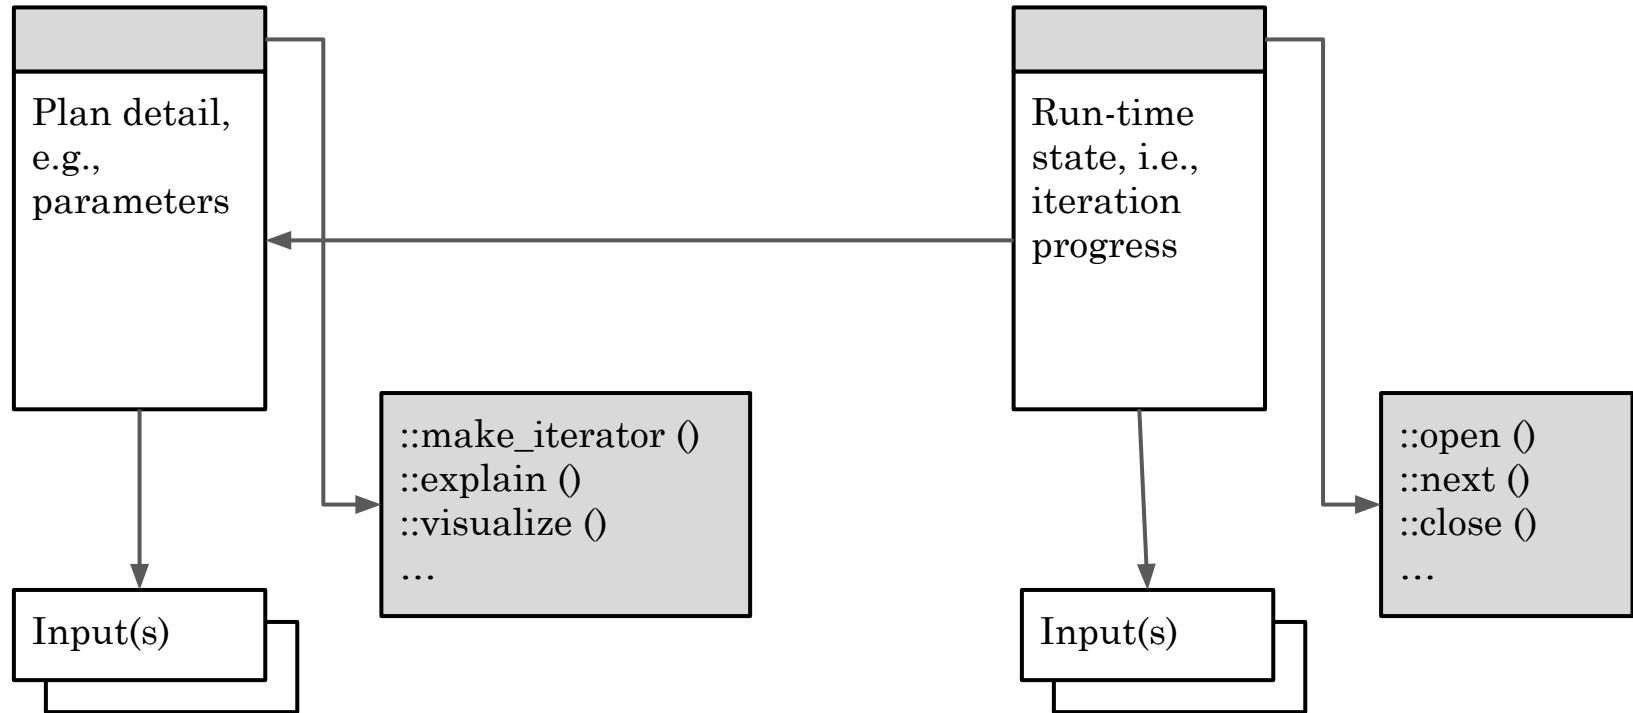 Plan detail,
e.g.,
parameters
Run-time
state, i.e.,
iteration
progress
::make_iterator ()
::explain ()
::visualize ()
…
::open ()
::next ()
::close ()
…
Input(s)
Input(s)